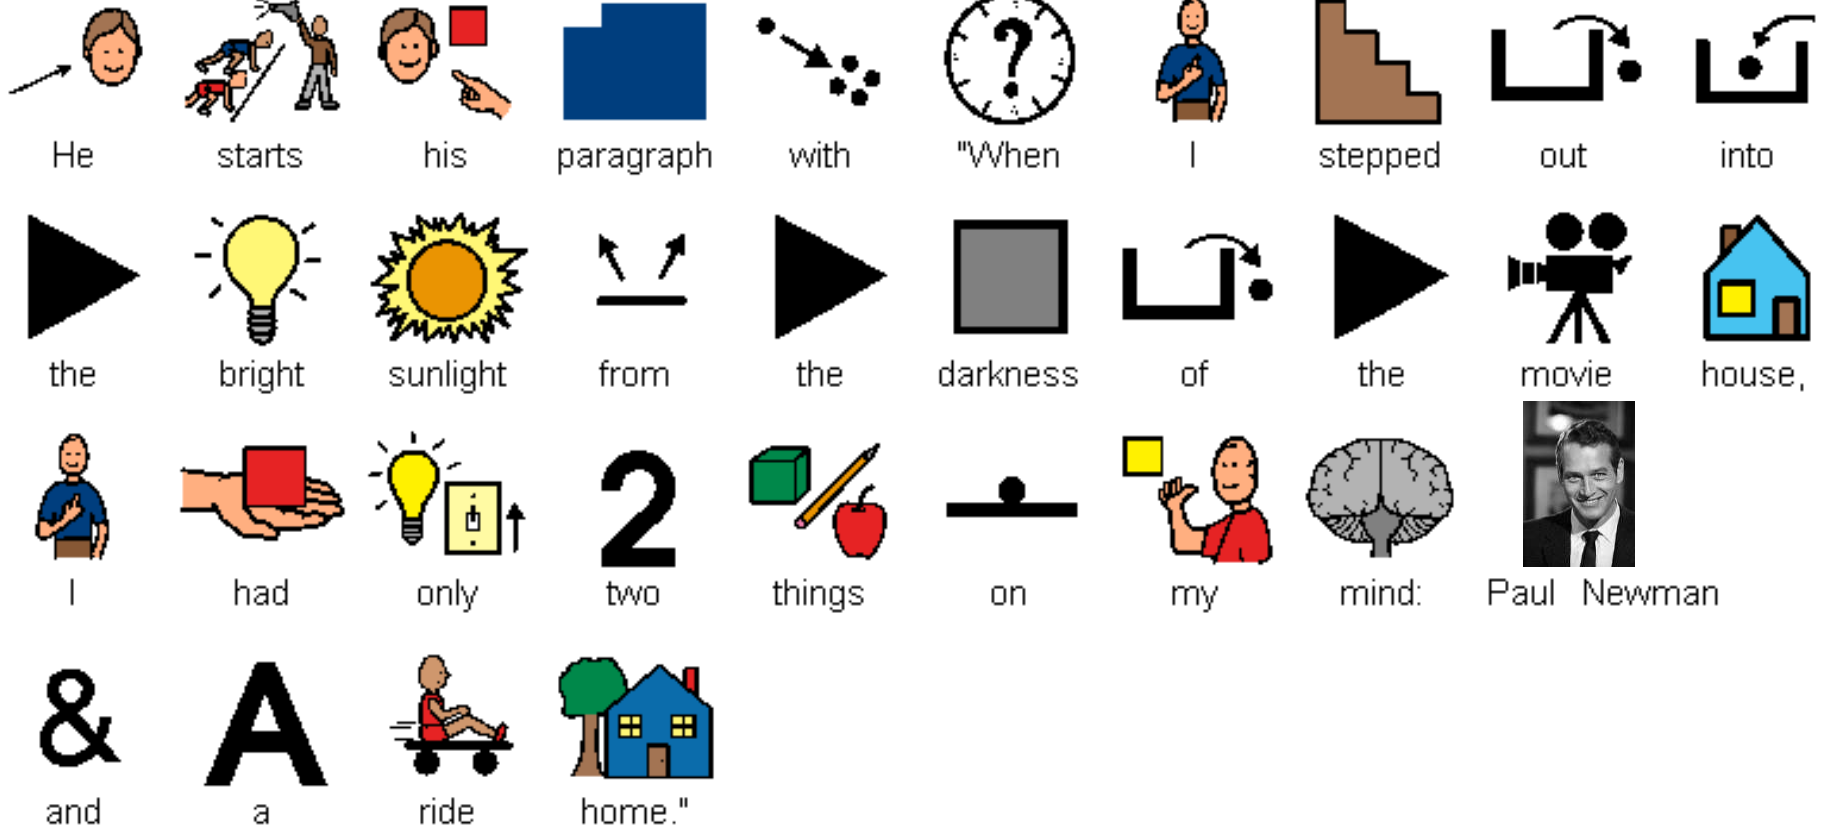 He starts his paragraph with "When I stepped out into
the bright sunlight from the darkness of the movie house,
I had only two things on my mind: Paul Newman
and a ride home."